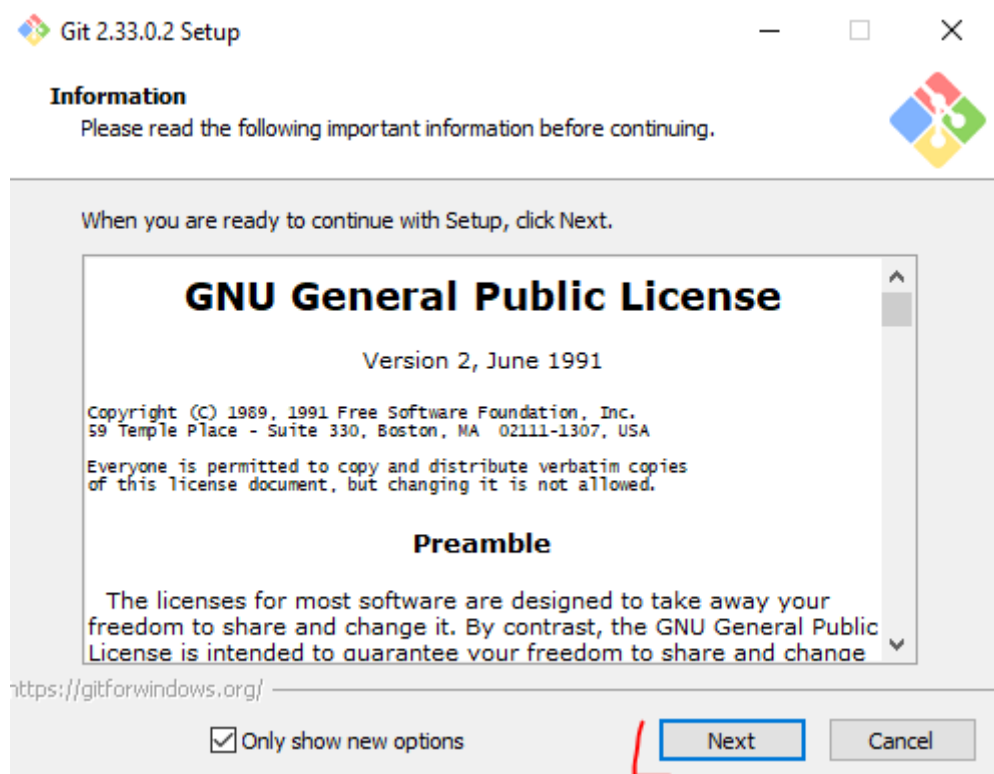 Git 2.33.0.2 Setup
Information
Please read the following important information before continuing.
When you are ready to continue with Setup, click Next.
GNU General Public License
Version 2, June 1991
Copyright (C) 1989, 1991 Free Software Foundation, Inc.
59 Temple Place - Suite 330, Boston, MA  02111-1307, USA
Everyone is permitted to copy and distribute verbatim copies
of this license document, but changing it is not allowed.
Preamble
The licenses for most software are designed to take away your
freedom to share and change it. By contrast, the GNU General Public
License is intended to guarantee your freedom to share and change
https://gitforwindows.org/
Only show new options
Next
Cancel